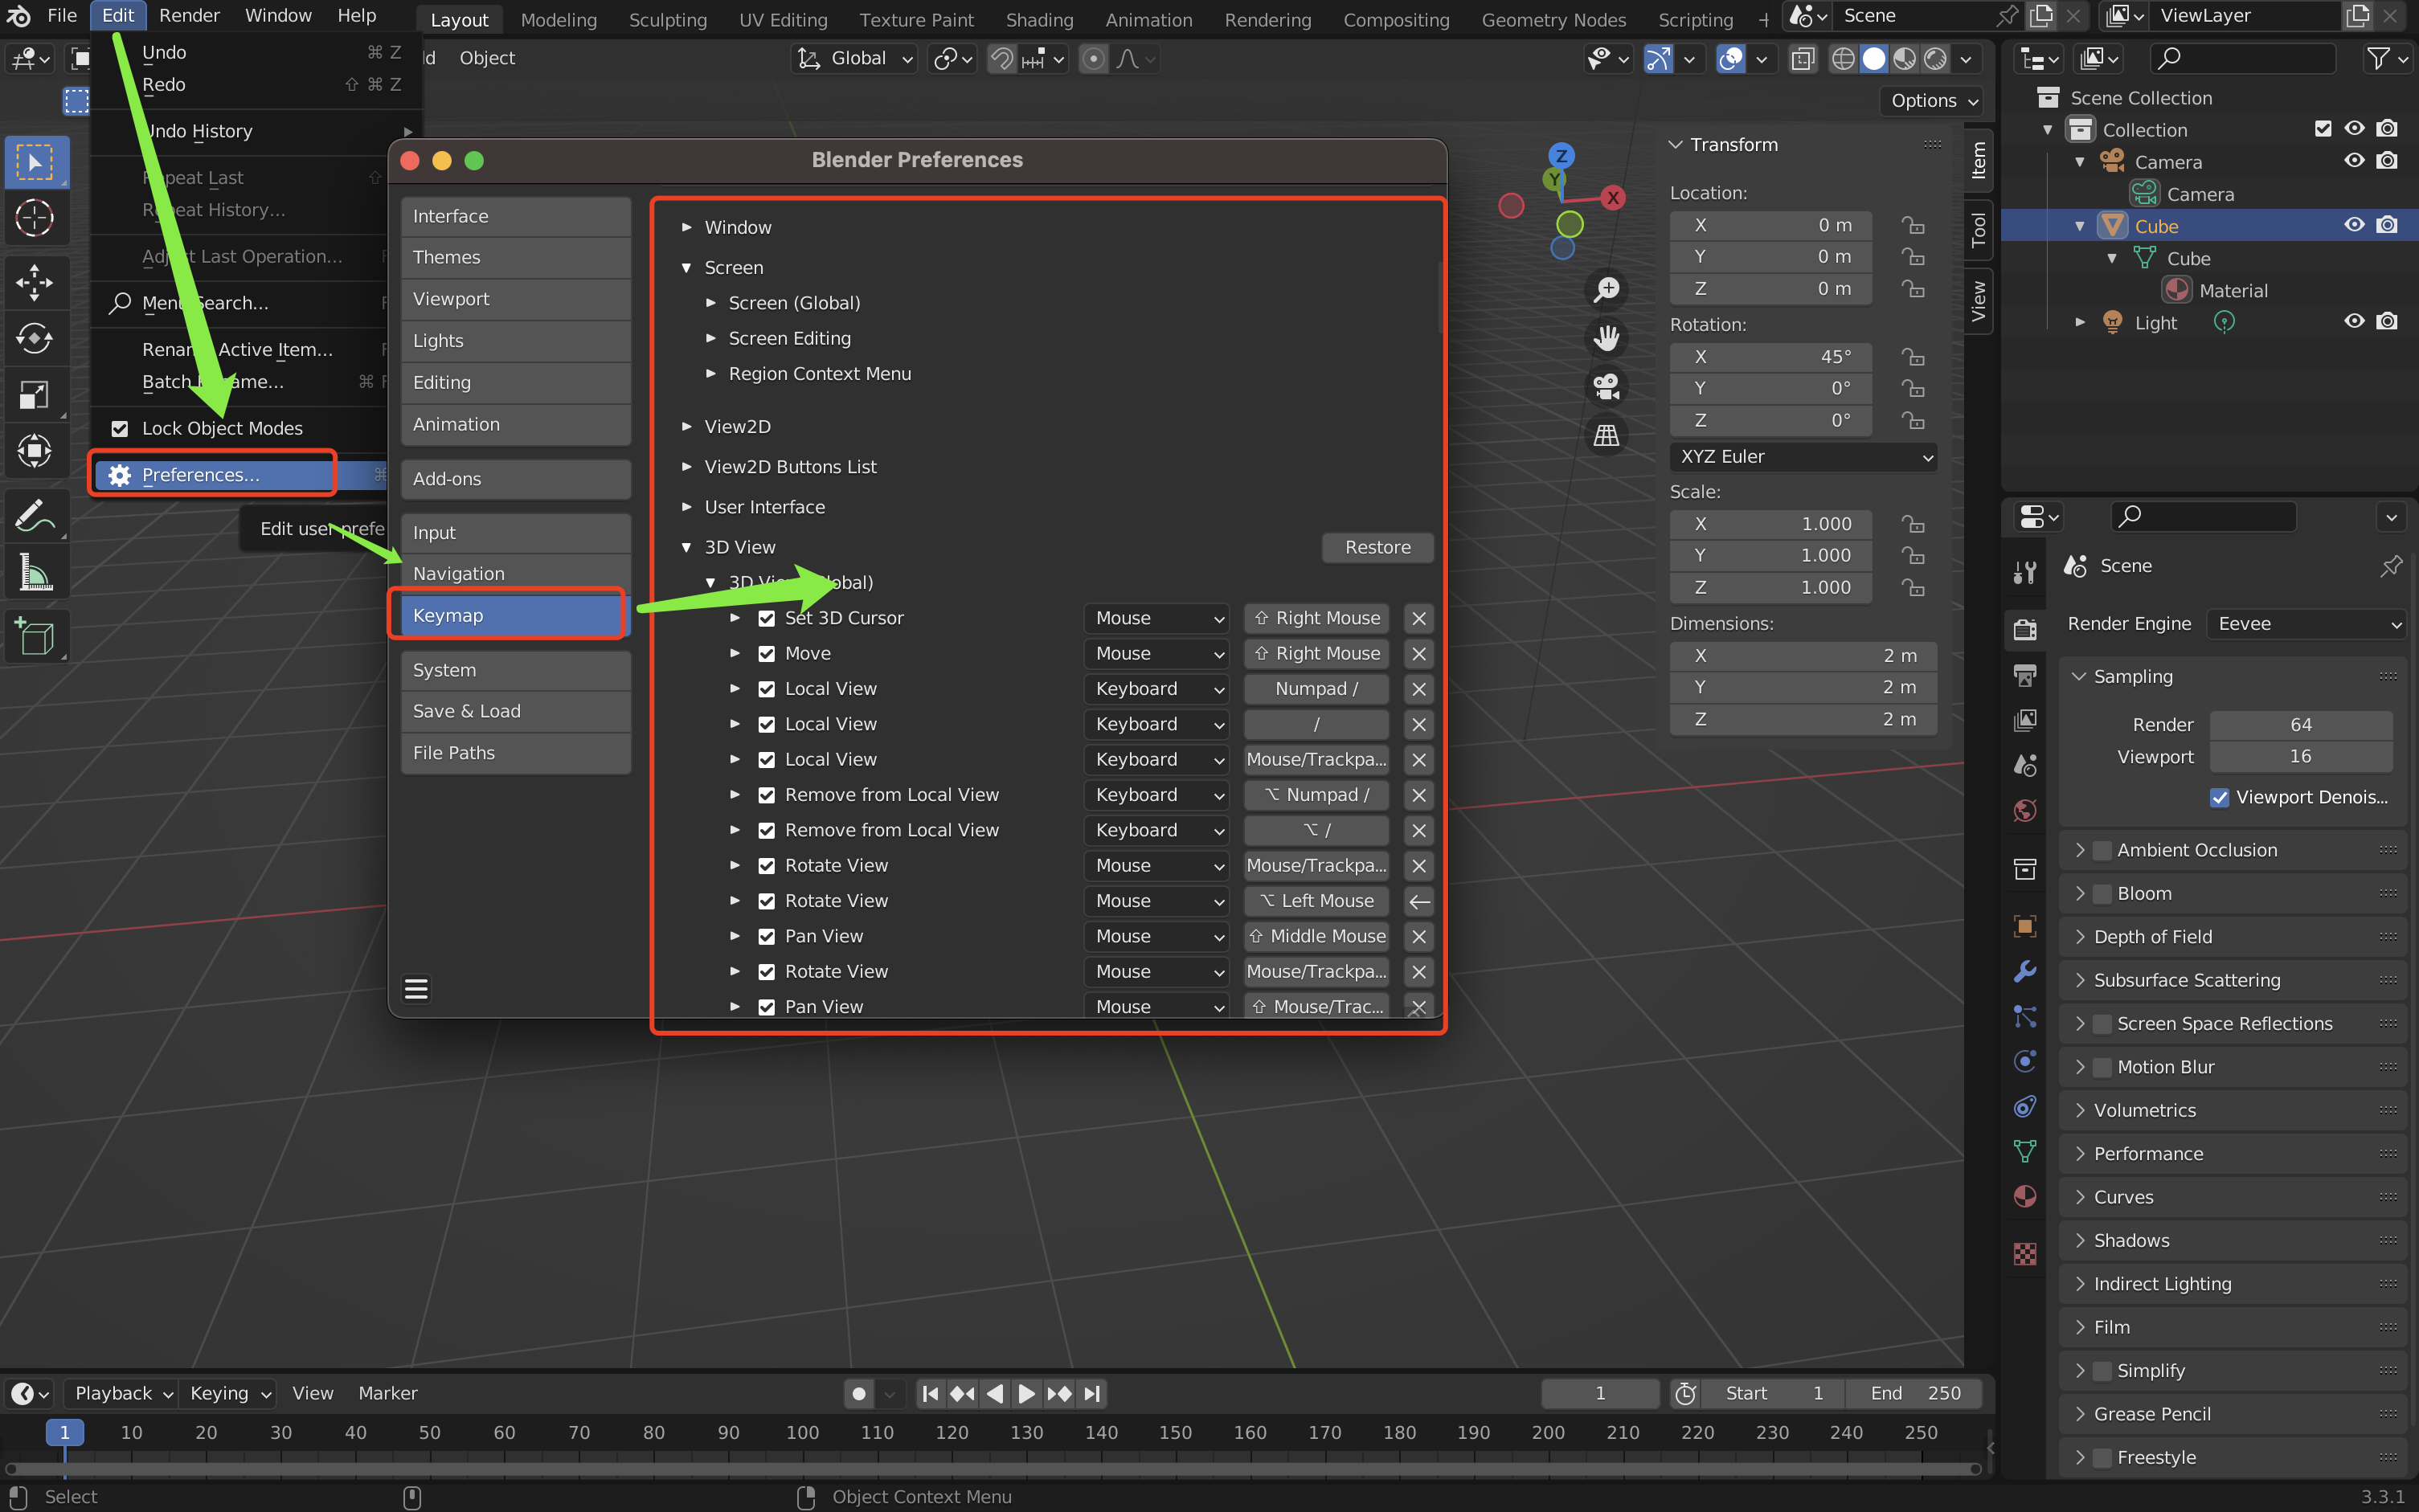 File Edit Render Window Help Layout Modeling Sculpting UV Editing Texture Paint Shading Animation Rendering Compositing Geometry Nodes Scripting + Scene ViewLayer
Undo ⌘ Z
Redo ⇧ ⌘ Z
Undo History
Repeat Last ⇧
Repeat History...
Adjust Last Operation... F
Menu Search... F
Rename Active Item... F
Batch Rename... ⌘ F
Lock Object Modes
Preferences... ⌘
Edit user prefe
d Object
Global
Options
Blender Preferences
Interface
Themes
Viewport
Lights
Editing
Animation
Add-ons
Input
Navigation
Keymap
System
Save & Load
File Paths
Window
Screen
Screen (Global)
Screen Editing
Region Context Menu
View2D
View2D Buttons List
User Interface
3D View Restore
3D View (Global)
Set 3D Cursor Mouse ⇧ Right Mouse
Move Mouse ⇧ Right Mouse
Local View Keyboard Numpad /
Local View Keyboard /
Local View Keyboard Mouse/Trackpa...
Remove from Local View Keyboard ⌥ Numpad /
Remove from Local View Keyboard ⌥ /
Rotate View Mouse Mouse/Trackpa...
Rotate View Mouse ⌥ Left Mouse
Pan View Mouse ⇧ Middle Mouse
Rotate View Mouse Mouse/Trackpa...
Pan View Mouse ⇧ Mouse/Trac...
Z
Y
X
Transform
Location:
X 0 m
Y 0 m
Z 0 m
Rotation:
X 45°
Y 0°
Z 0°
XYZ Euler
Scale:
X 1.000
Y 1.000
Z 1.000
Dimensions:
X 2 m
Y 2 m
Z 2 m
Item
Tool
View
Scene Collection
Collection
Camera
Camera
Cube
Cube
Material
Light
Scene
Render Engine Eevee
Sampling
Render 64
Viewport 16
Viewport Denois...
Ambient Occlusion
Bloom
Depth of Field
Subsurface Scattering
Screen Space Reflections
Motion Blur
Volumetrics
Performance
Curves
Shadows
Indirect Lighting
Film
Simplify
Grease Pencil
Freestyle
Playback Keying View Marker 1 Start 1 End 250
1 10 20 30 40 50 60 70 80 90 100 110 120 130 140 150 160 170 180 190 200 210 220 230 240 250
Select Object Context Menu 3.3.1